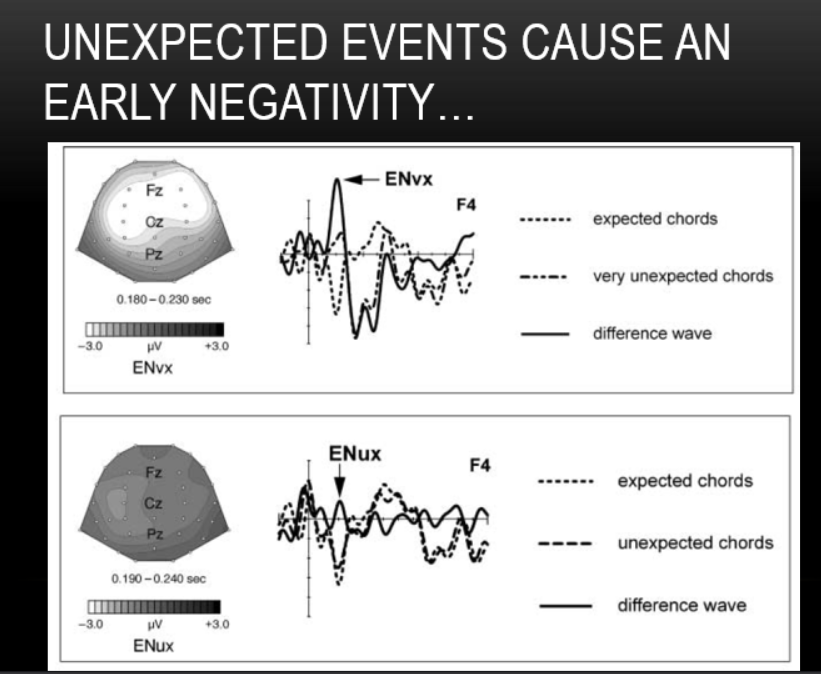 UNEXPECTED EVENTS CAUSE AN
EARLY NEGATIVITY...
Fz
Cz
Pz
0.180 – 0.230 sec
−3.0 µV +3.0
ENvx
ENvx
F4
expected chords
very unexpected chords
difference wave
Fz
Cz
Pz
0.190 – 0.240 sec
−3.0 µV +3.0
ENux
ENux
F4
expected chords
unexpected chords
difference wave